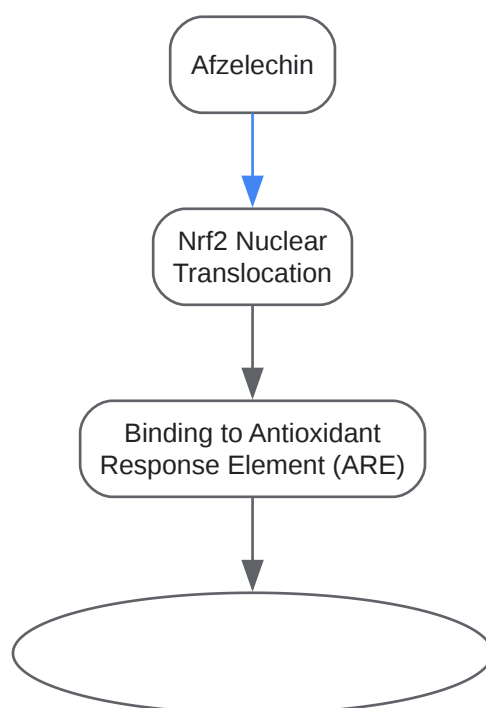 Afzelechin
Nrf2 Nuclear
Translocation
Binding to Antioxidant
Response Element (ARE)